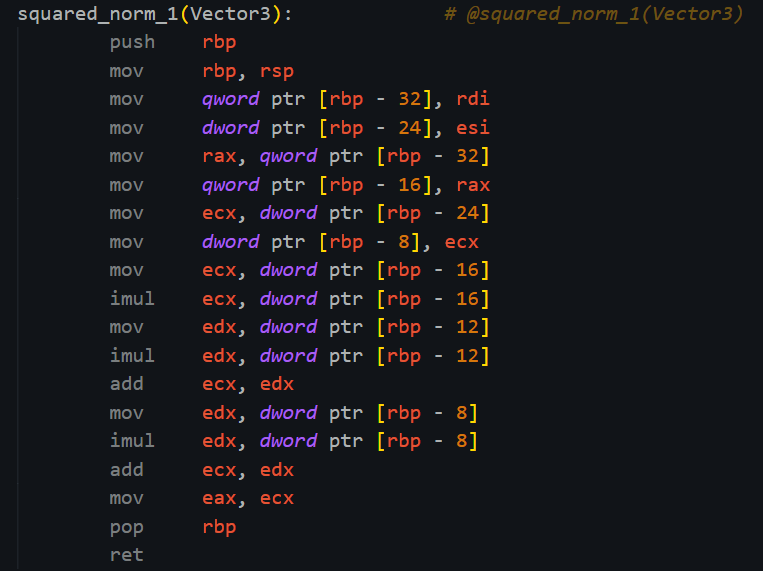 squared_norm_1(Vector3): # @squared_norm_1(Vector3)
push rbp
mov rbp, rsp
mov qword ptr [rbp - 32], rdi
mov dword ptr [rbp - 24], esi
mov rax, qword ptr [rbp - 32]
mov qword ptr [rbp - 16], rax
mov ecx, dword ptr [rbp - 24]
mov dword ptr [rbp - 8], ecx
mov ecx, dword ptr [rbp - 16]
imul ecx, dword ptr [rbp - 16]
mov edx, dword ptr [rbp - 12]
imul edx, dword ptr [rbp - 12]
add ecx, edx
mov edx, dword ptr [rbp - 8]
imul edx, dword ptr [rbp - 8]
add ecx, edx
mov eax, ecx
pop rbp
ret